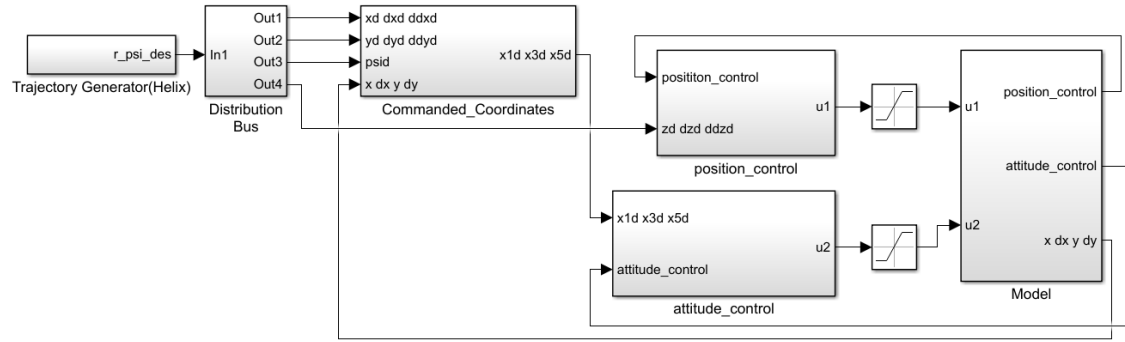 r_psi_des
Trajectory Generator(Helix)
In1
Out1
Out2
Out3
Out4
Distribution
Bus
xd dxd ddxd
yd dyd ddyd
psid
x dx y dy
x1d x3d x5d
Commanded_Coordinates
posititon_control
zd dzd ddzd
u1
position_control
x1d x3d x5d
attitude_control
u2
attitude_control
u1
u2
position_control
attitude_control
x dx y dy
Model